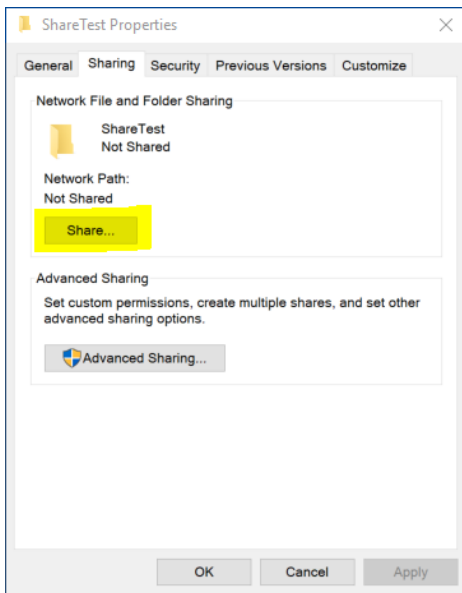 ShareTest Properties
General Sharing Security Previous Versions Customize
Network File and Folder Sharing
ShareTest
Not Shared
Network Path:
Not Shared
Share...
Advanced Sharing
Set custom permissions, create multiple shares, and set other
advanced sharing options.
Advanced Sharing...
OK Cancel Apply